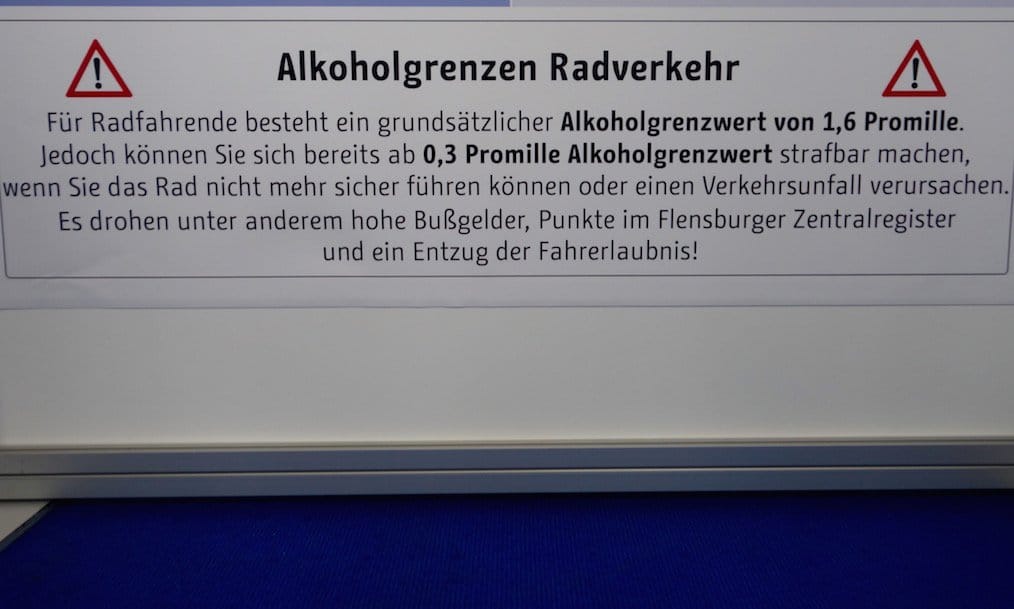 Alkoholgrenzen Radverkehr
Für Radfahrende besteht ein grundsätzlicher Alkoholgrenzwert von 1,6 Promille.
Jedoch können Sie sich bereits ab 0,3 Promille Alkoholgrenzwert strafbar machen,
wenn Sie das Rad nicht mehr sicher führen können oder einen Verkehrsunfall verursachen.
Es drohen unter anderem hohe Bußgelder, Punkte im Flensburger Zentralregister
und ein Entzug der Fahrerlaubnis!